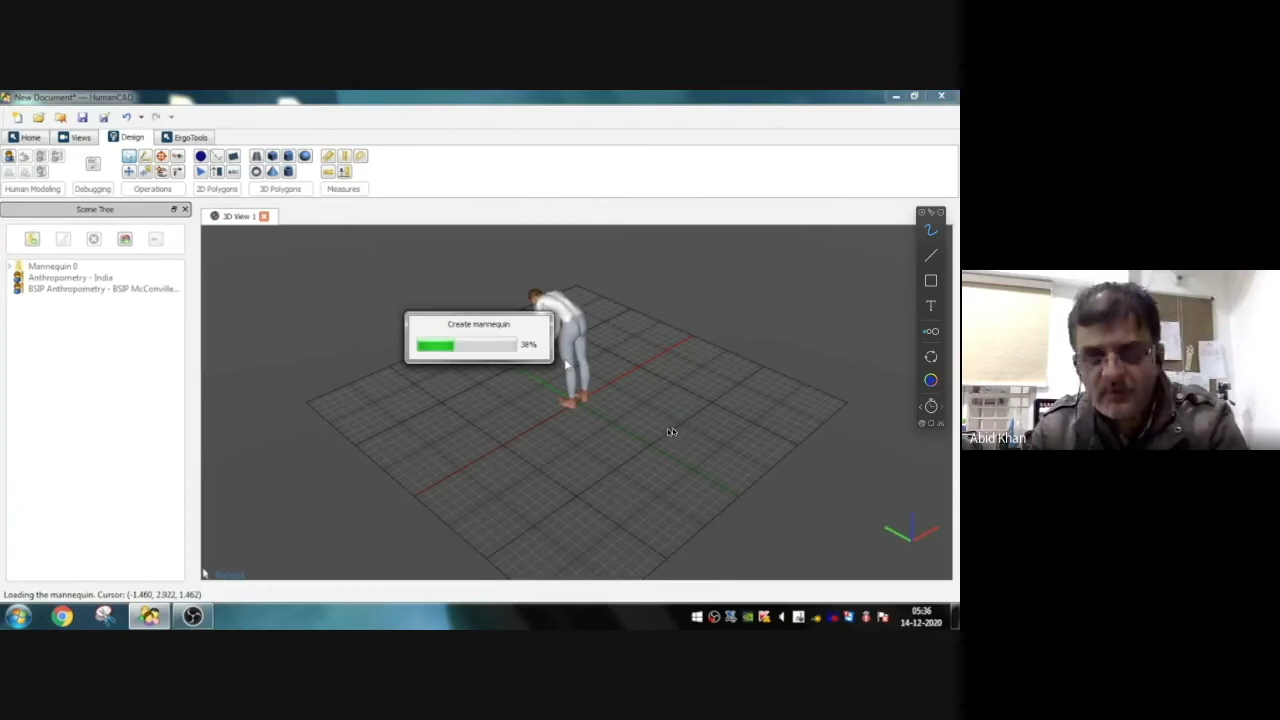 New Document* — HumanCAD
Home Views Design ErgoTools
Human Modeling Debugging Operations 2D Polygons 3D Polygons Measures
Scene Tree
3D View 1
Mannequin 0
Anthropometry - India
BSIP Anthropometry - BSIP McConville...
Create mannequin
38%
T
Abid Khan
Select
Loading the mannequin. Cursor: (-1.460, 2.922, 1.462)
05:36
14-12-2020